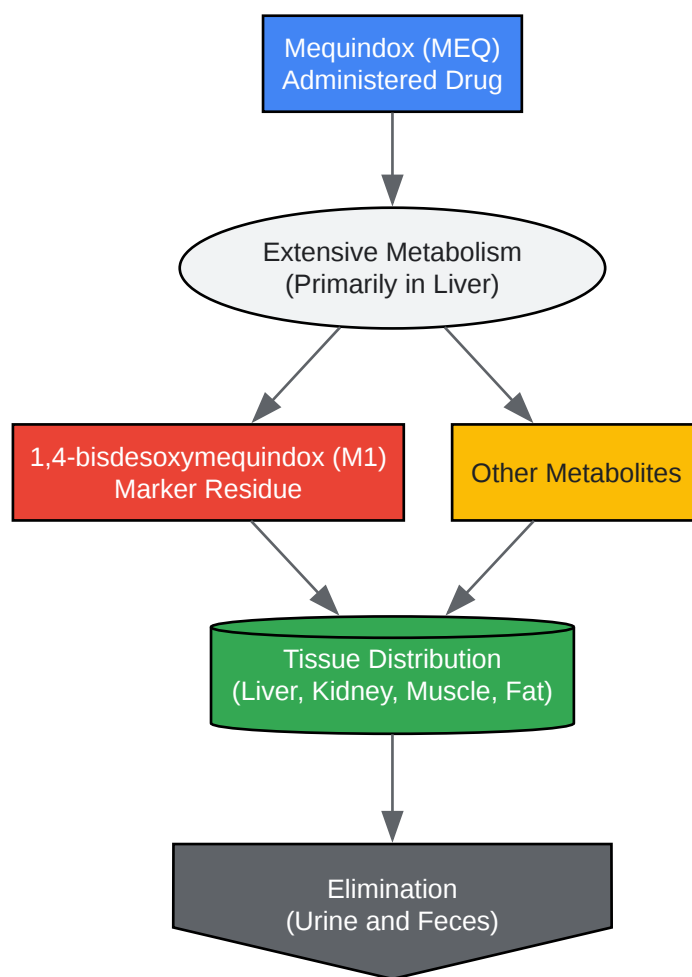 Mequindox (MEQ)
Administered Drug
Extensive Metabolism
(Primarily in Liver)
1,4-bisdesoxymequindox (M1)
Marker Residue
Other Metabolites
Tissue Distribution
(Liver, Kidney, Muscle, Fat)
Elimination
(Urine and Feces)